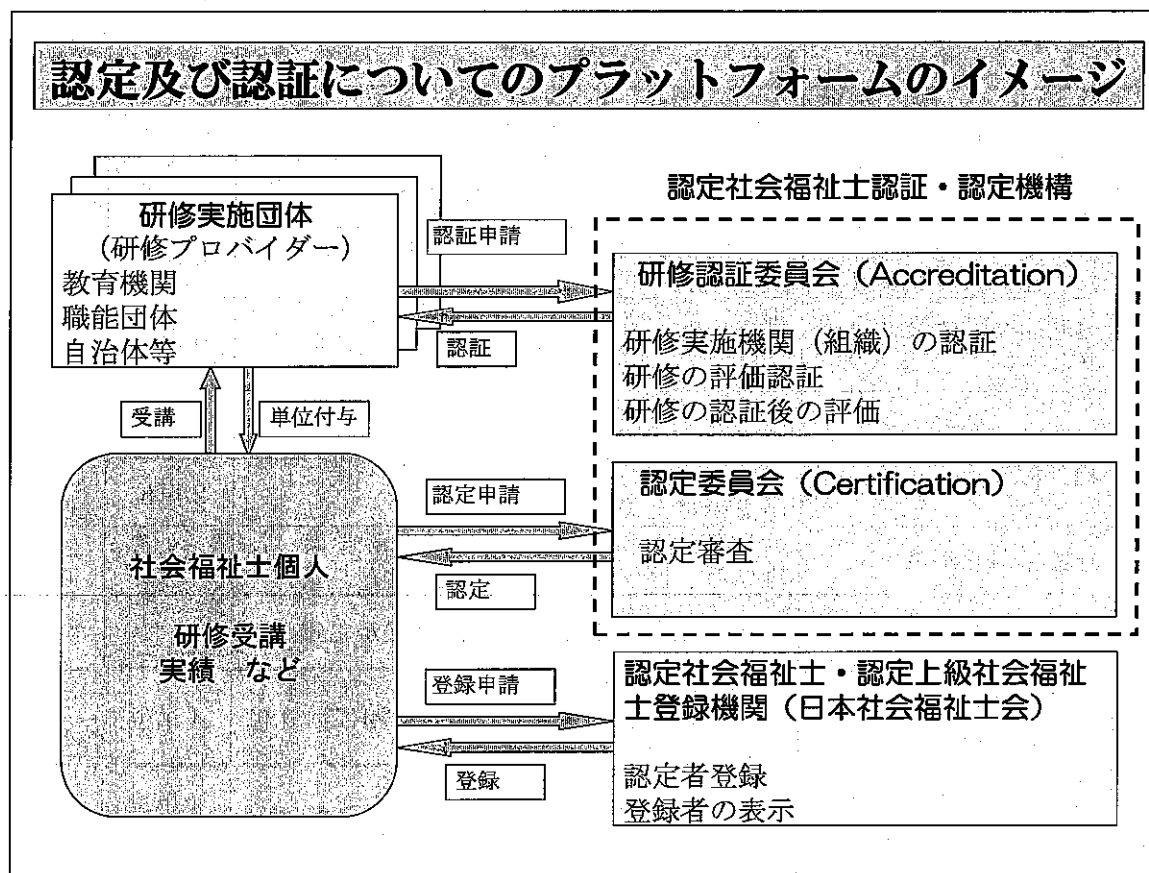 認定及び認証についてのプラットフォームのイメージ
研修実施団体
(研修プロバイダー)
教育機関
職能団体
自治体等
認証申請
認証
認定社会福祉士認証・認定機構
研修認証委員会（Accreditation）
研修実施機関（組織）の認証
研修の評価認証
研修の認証後の評価
受講
単位付与
社会福祉士個人
研修受講
実績　など
認定申請
認定
認定委員会（Certification）
認定審査
登録申請
登録
認定社会福祉士・認定上級社会福祉
士登録機関（日本社会福祉士会）
認定者登録
登録者の表示